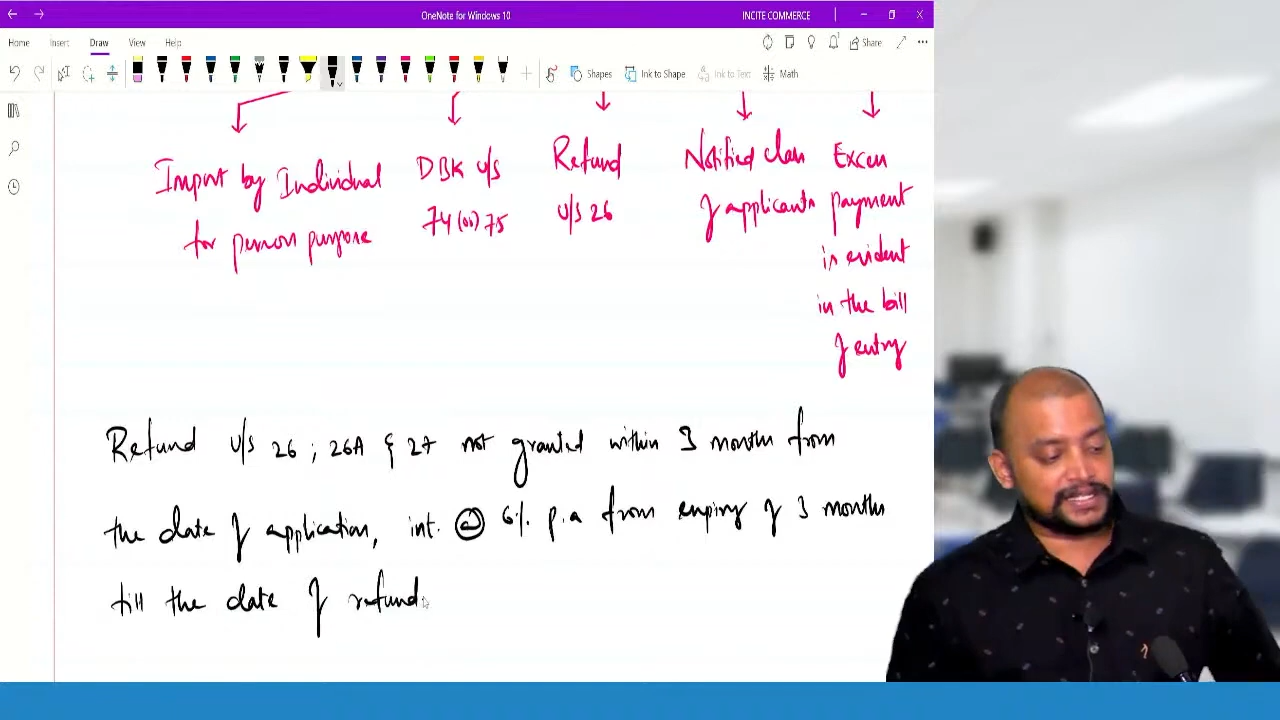 OneNote for Windows 10
INCITE COMMERCE
Home Insert Draw View Help
Share
Shapes Ink to Shape Ink to Text Math
Import by Individual
for person purpose
DBK u/s
74 (or) 75
Refund
u/s 26
Notified class
of applicants
Excess
payment
is evident
in the bill
of entry
Refund u/s 26 ; 26A & 27 not granted within 3 months from
the date of application, int. @ 6% p.a from expiry of 3 months
till the date of refund.